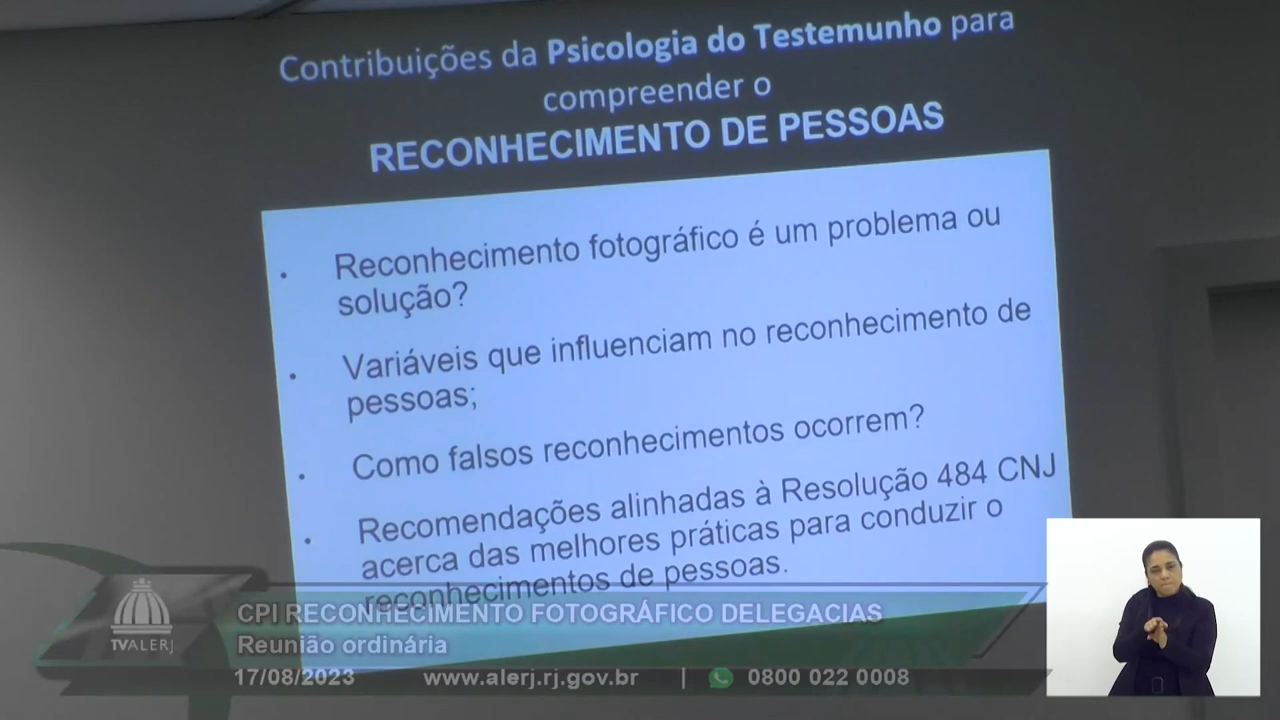 Contribuições da Psicologia do Testemunho para
compreender o
RECONHECIMENTO DE PESSOAS
• Reconhecimento fotográfico é um problema ou
solução?
• Variáveis que influenciam no reconhecimento de
pessoas;
• Como falsos reconhecimentos ocorrem?
• Recomendações alinhadas à Resolução 484 CNJ
acerca das melhores práticas para conduzir o
reconhecimentos de pessoas.
CPI RECONHECIMENTO FOTOGRÁFICO DELEGACIAS
Reunião ordinária
TVALERJ
17/08/2023 www.alerj.rj.gov.br | 0800 022 0008